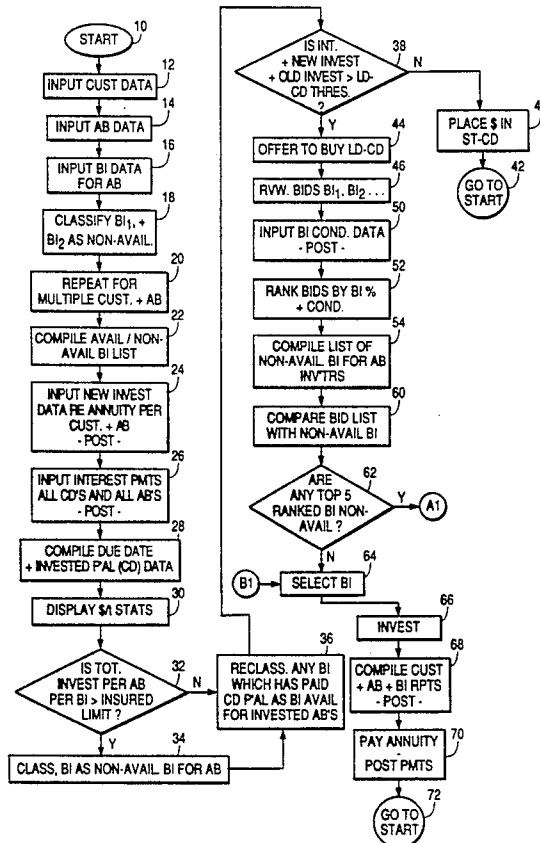 10
START
12
INPUT CUST DATA
14
INPUT AB DATA
16
INPUT BI DATA
FOR AB
18
CLASSIFY BI1, +
BI2 AS NON-AVAIL.
20
REPEAT FOR
MULTIPLE CUST. + AB
22
COMPILE AVAIL / NON-
AVAIL BI LIST
24
INPUT NEW INVEST
DATA RE ANNUITY PER
CUST. + AB
- POST -
26
INPUT INTEREST PMTS
ALL CD'S AND ALL AB'S
- POST -
28
COMPILE DUE DATE
+ INVESTED P'AL (CD) DATA
30
DISPLAY $/t STATS
32
IS TOT.
INVEST PER AB
PER BI > INSURED
LIMIT ?
N
Y
34
CLASS, BI AS NON-AVAIL. BI FOR AB
36
RECLASS. ANY BI
WHICH HAS PAID
CD P'AL AS BI AVAIL
FOR INVESTED AB'S
38
IS INT.
+ NEW INVEST
+ OLD INVEST > LD-
CD THRES.
?
N
Y
4
PLACE $ IN
ST-CD
42
GO TO
START
44
OFFER TO BUY LD-CD
46
RVW. BIDS BI1, BI2 ...
50
INPUT BI COND. DATA
- POST -
52
RANK BIDS BY BI %
+ COND.
54
COMPILE LIST OF
NON-AVAIL. BI FOR AB
INV'TRS
60
COMPARE BID LIST
WITH NON-AVAIL BI
62
ARE
ANY TOP 5
RANKED BI NON-
AVAIL ?
Y
A1
N
B1
64
SELECT BI
66
INVEST
68
COMPILE CUST
+ AB + BI RPTS
- POST -
70
PAY ANNUITY
-
POST PMTS
72
GO TO
START